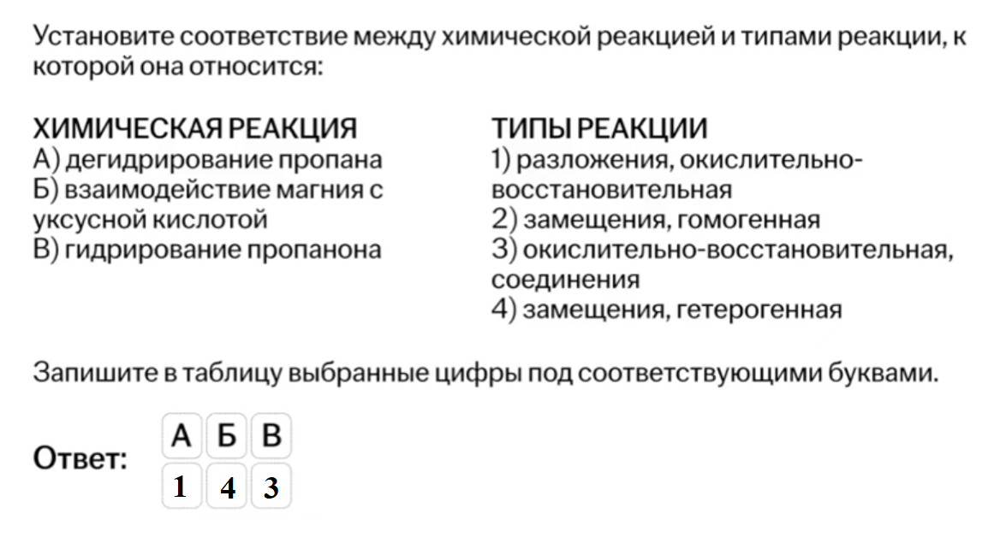 Установите соответствие между химической реакцией и типами реакции, к
которой она относится:
ХИМИЧЕСКАЯ РЕАКЦИЯ
А) дегидрирование пропана
Б) взаимодействие магния с
уксусной кислотой
В) гидрирование пропанона
ТИПЫ РЕАКЦИИ
1) разложения, окислительно-
восстановительная
2) замещения, гомогенная
3) окислительно-восстановительная,
соединения
4) замещения, гетерогенная
Запишите в таблицу выбранные цифры под соответствующими буквами.
Ответ:
А Б В
1 4 3